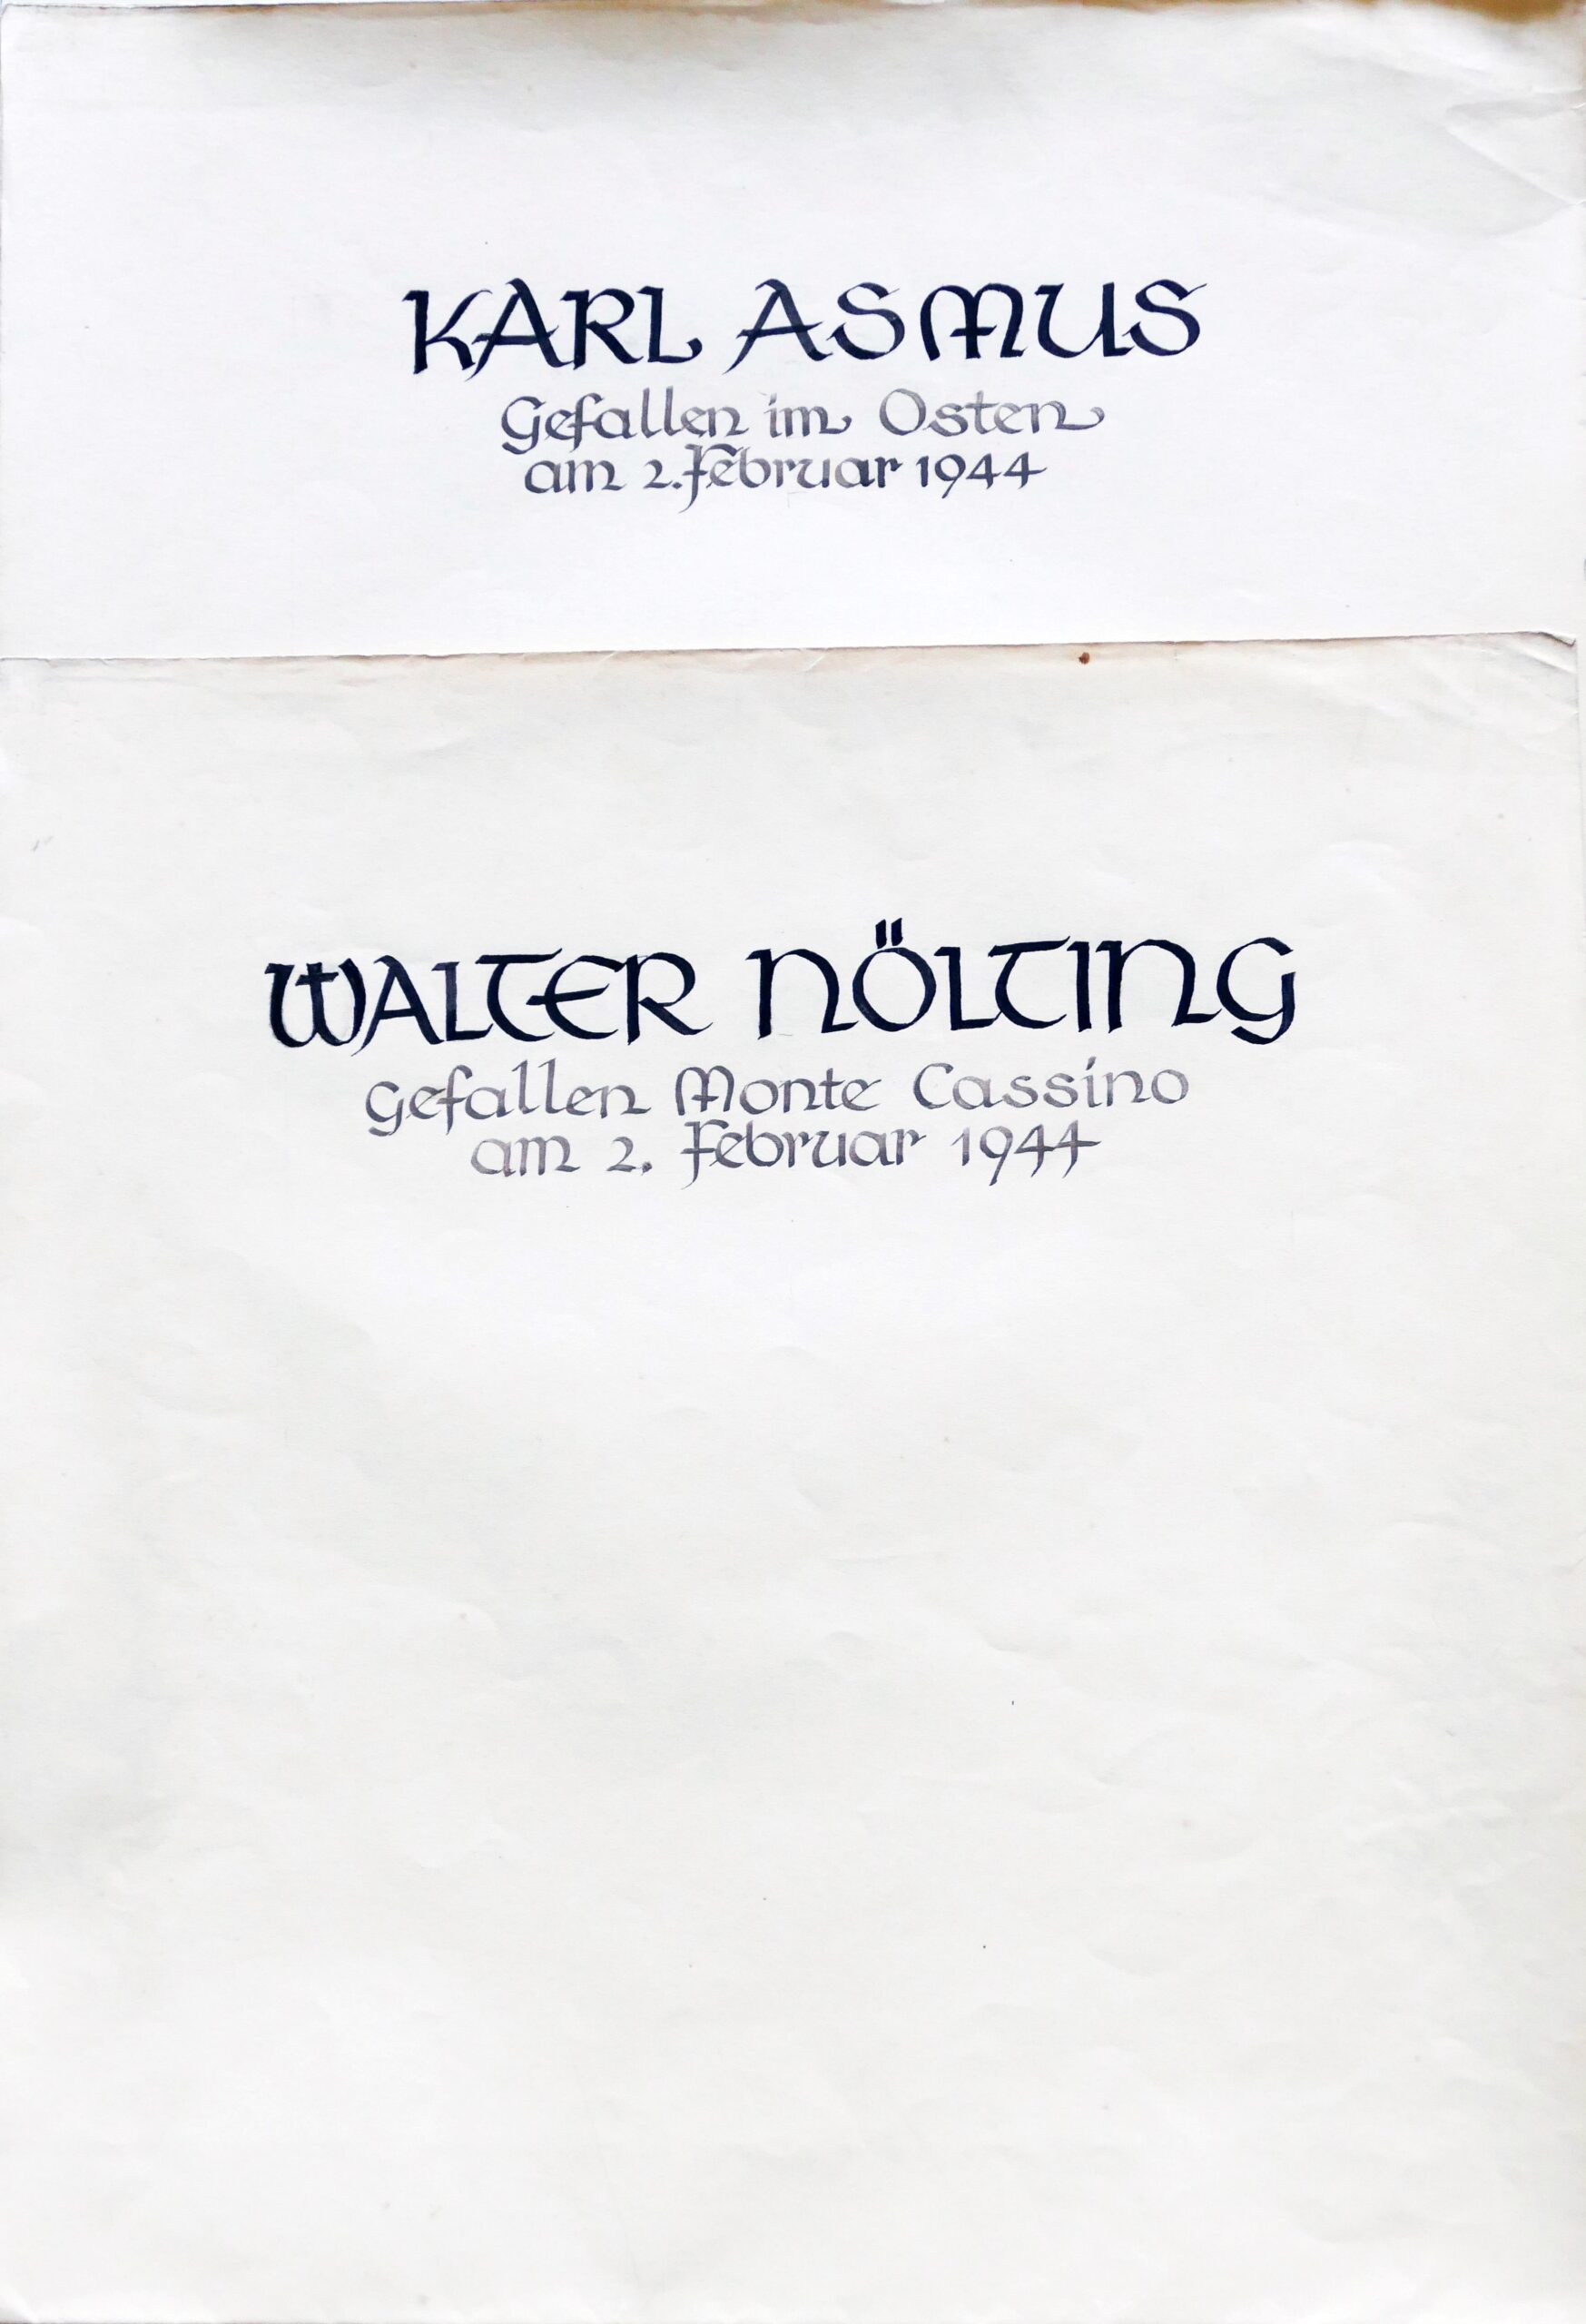 KARL ASMUS
Gefallen im Osten
am 2. Februar 1944
WALTER NÖLTING
Gefallen Monte Cassino
am 2. Februar 1944